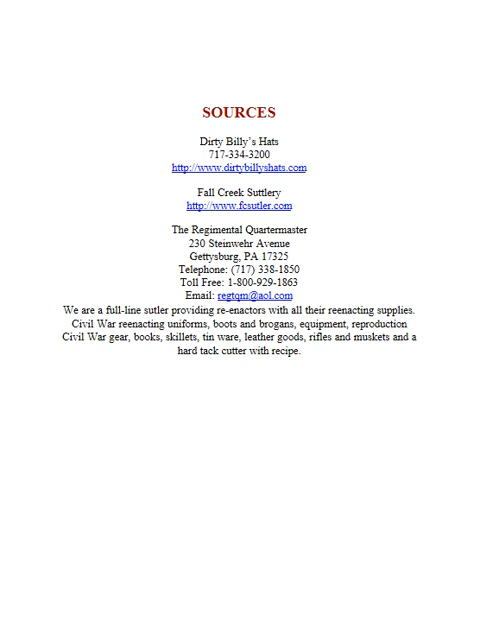 SOURCES
Dirty Billy's Hats
717-334-3200
http://www.dirtybillyshats.com
Fall Creek Suttlery
http://www.fcsutler.com
The Regimental Quartermaster
230 Steinwehr Avenue
Gettysburg, PA 17325
Telephone: (717) 338-1850
Toll Free: 1-800-929-1863
Email: regtqm@aol.com
We are a full-line sutler providing re-enactors with all their reenacting supplies.
Civil War reenacting uniforms, boots and brogans, equipment, reproduction
Civil War gear, books, skillets, tin ware, leather goods, rifles and muskets and a
hard tack cutter with recipe.